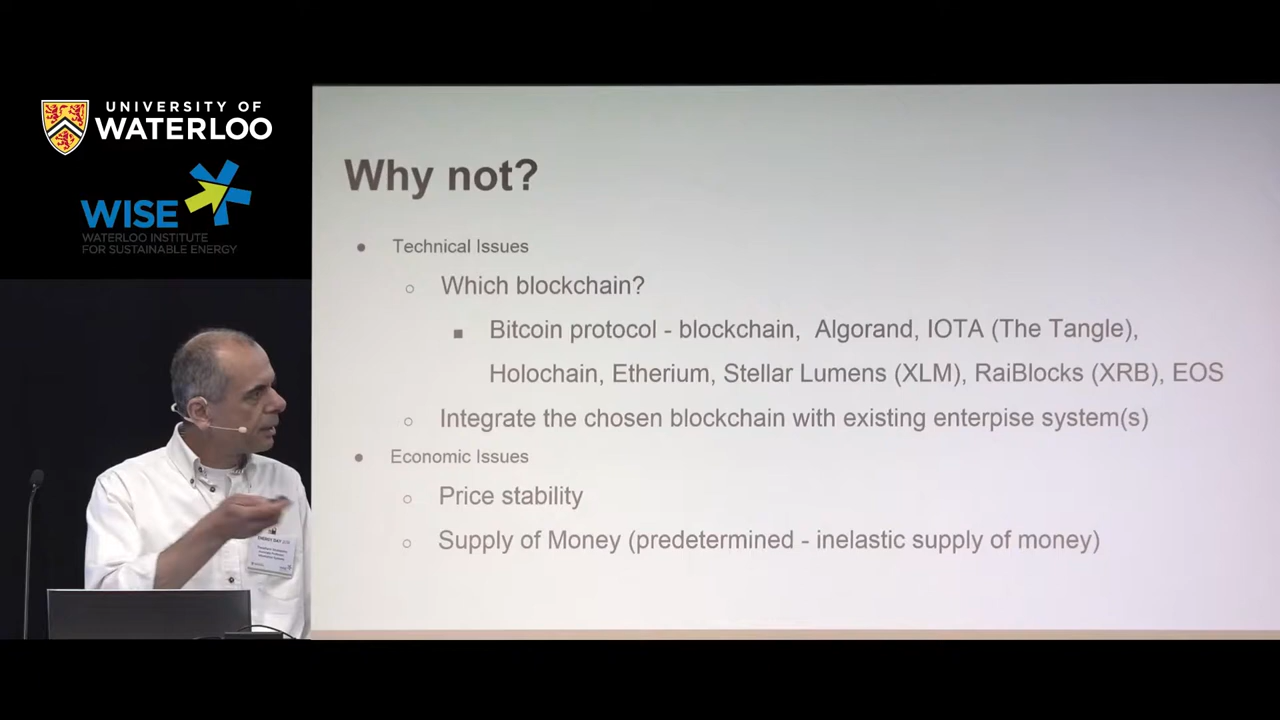 UNIVERSITY OF
WATERLOO
WISE
WATERLOO INSTITUTE
FOR SUSTAINABLE ENERGY
Why not?
● Technical Issues
○ Which blockchain?
■ Bitcoin protocol - blockchain, Algorand, IOTA (The Tangle),
Holochain, Etherium, Stellar Lumens (XLM), RaiBlocks (XRB), EOS
○ Integrate the chosen blockchain with existing enterpise system(s)
● Economic Issues
○ Price stability
○ Supply of Money (predetermined - inelastic supply of money)
ENERGY DAY